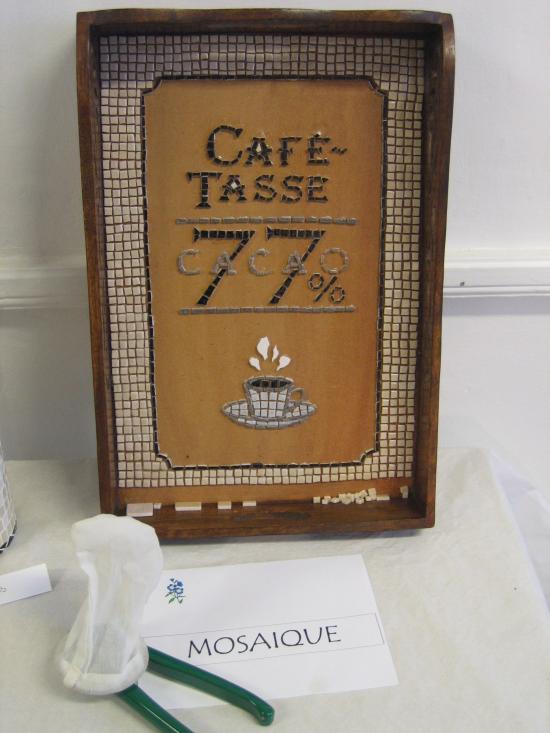 CAFÉ-
TASSE
77%
CACAO
MOSAIQUE